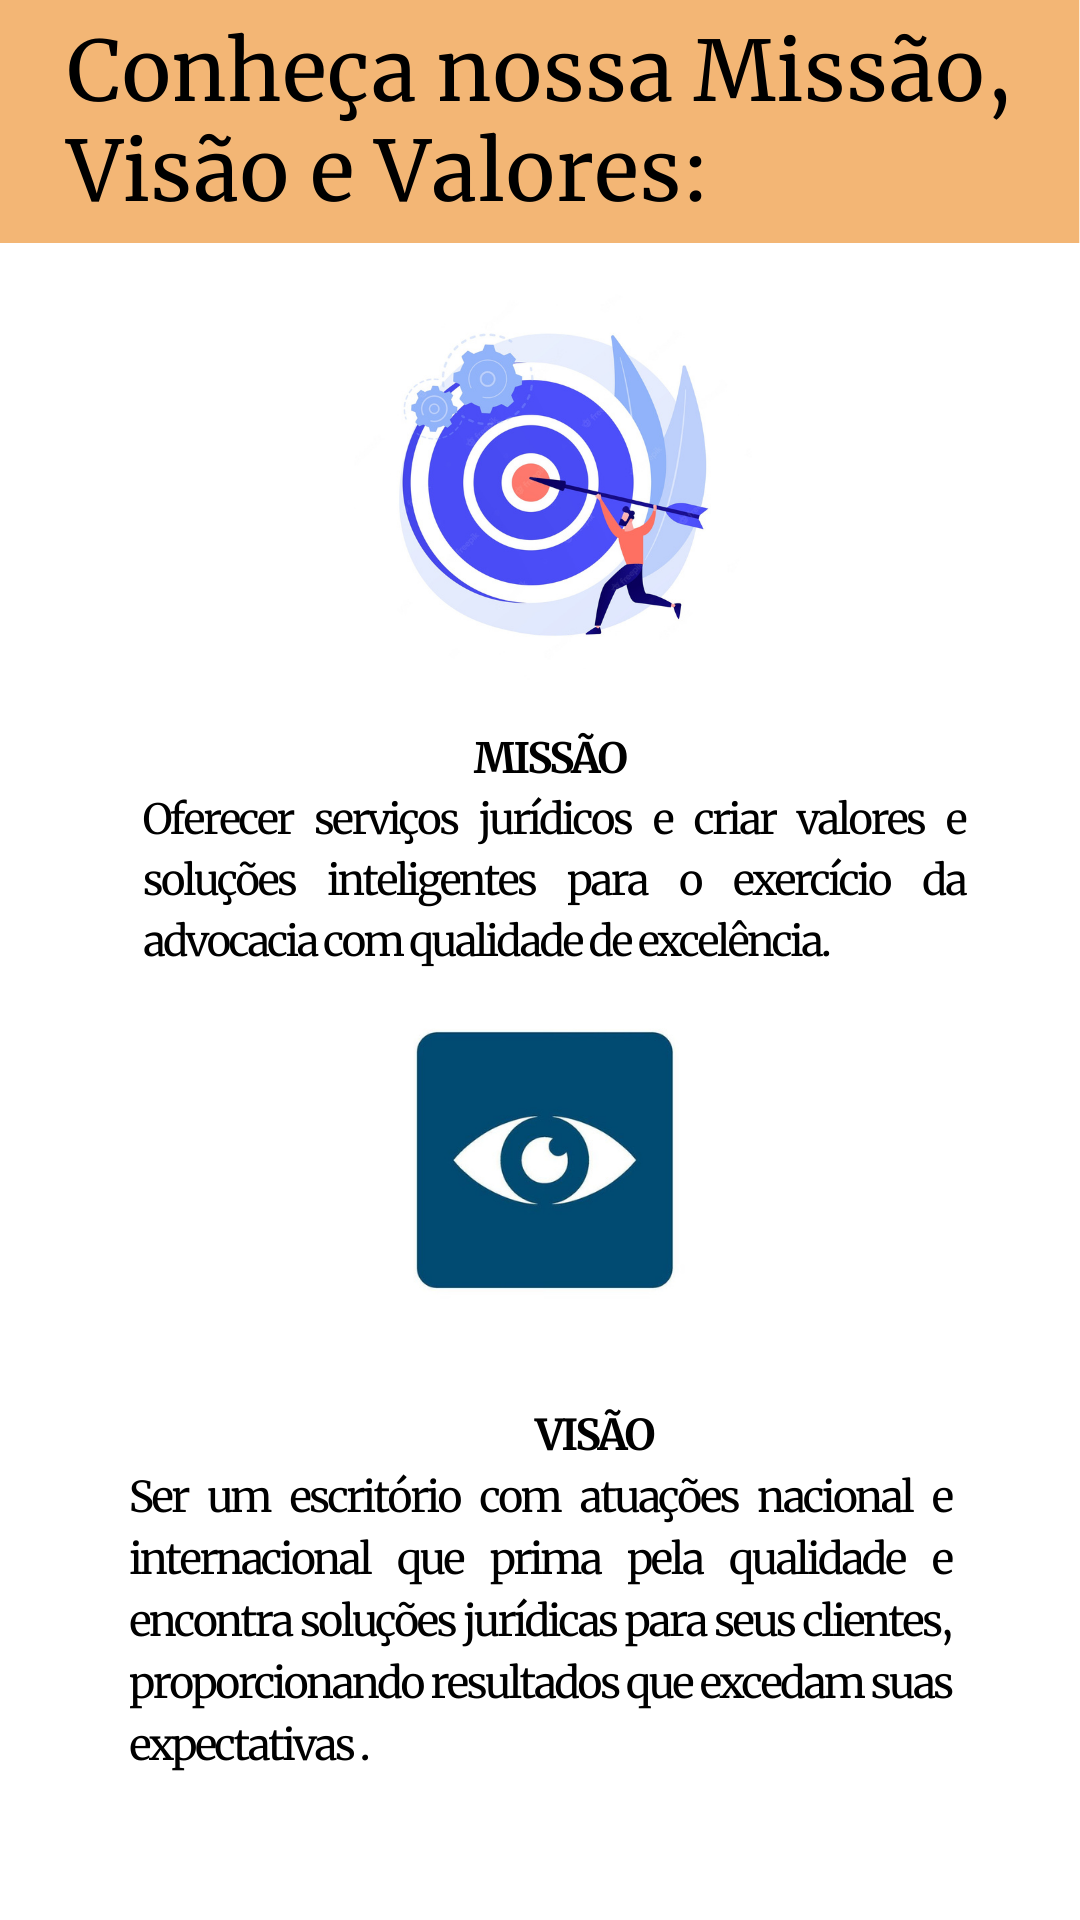 Conheça nossa Missão,
Visão e Valores:
MISSÃO
Oferecer serviços jurídicos e criar valores e
soluções inteligentes para o exercício da
advocacia com qualidade de excelência.
VISÃO
Ser um escritório com atuações nacional e
internacional que prima pela qualidade e
encontra soluções jurídicas para seus clientes,
proporcionando resultados que excedam suas
expectativas .